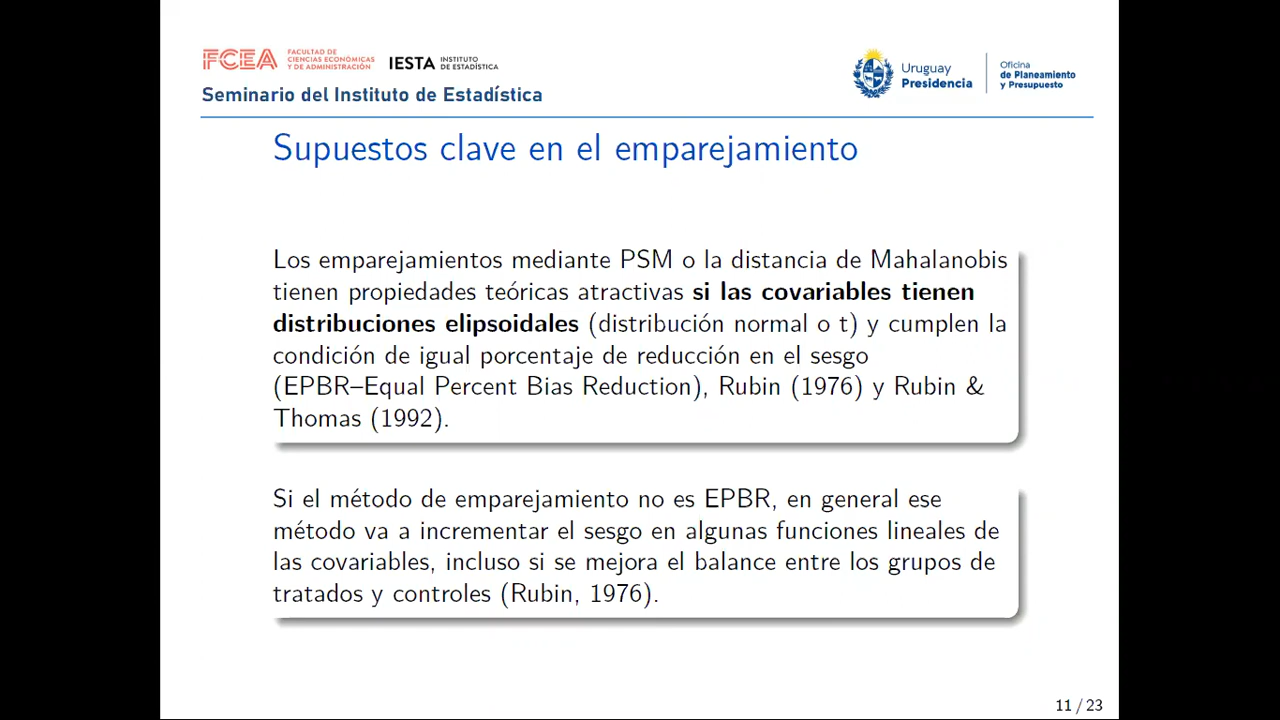 FCEA FACULTAD DE
CIENCIAS ECONÓMICAS
Y DE ADMINISTRACIÓN
IESTA INSTITUTO
DE ESTADÍSTICA
Seminario del Instituto de Estadística
Uruguay
Presidencia
Oficina
de Planeamiento
y Presupuesto
Supuestos clave en el emparejamiento
Los emparejamientos mediante PSM o la distancia de Mahalanobis
tienen propiedades teóricas atractivas si las covariables tienen
distribuciones elipsoidales (distribución normal o t) y cumplen la
condición de igual porcentaje de reducción en el sesgo
(EPBR–Equal Percent Bias Reduction), Rubin (1976) y Rubin &
Thomas (1992).
Si el método de emparejamiento no es EPBR, en general ese
método va a incrementar el sesgo en algunas funciones lineales de
las covariables, incluso si se mejora el balance entre los grupos de
tratados y controles (Rubin, 1976).
11 / 23